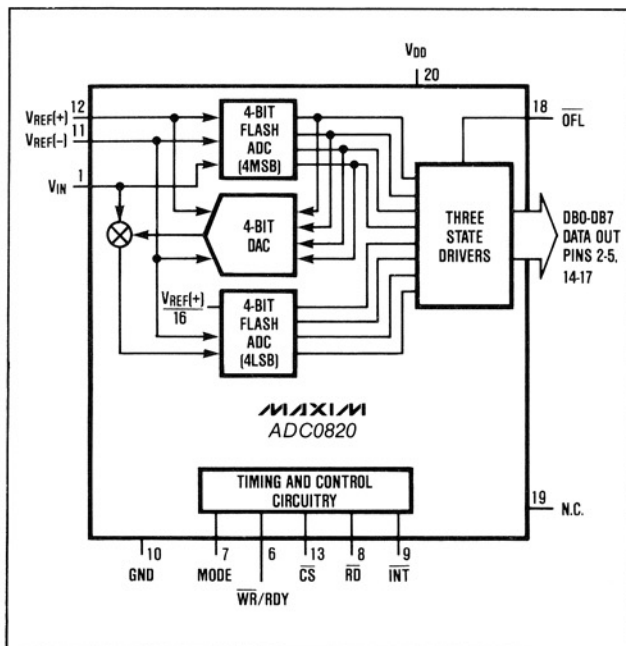 VDD
20
12
VREF(+)
11
VREF(-)
1
VIN
4-BIT
FLASH
ADC
(4MSB)
18
OFL
4-BIT
DAC
THREE
STATE
DRIVERS
DB0-DB7
DATA OUT
PINS 2-5,
14-17
VREF(+)
16
4-BIT
FLASH
ADC
(4LSB)
MAXIM
ADC0820
TIMING AND CONTROL
CIRCUITRY
19
N.C.
10
GND
7
MODE
6
WR/RDY
13
CS
8
RD
9
INT